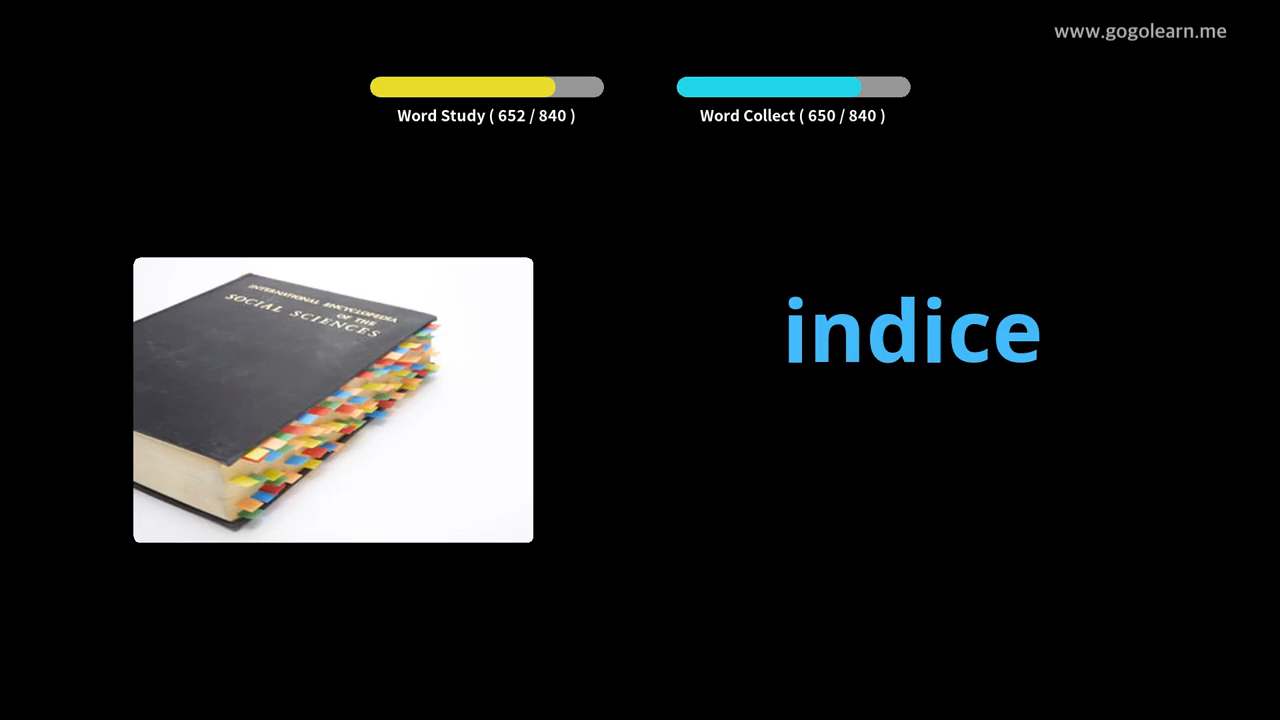 www.gogolearn.me
Word Study ( 652 / 840 )
Word Collect ( 650 / 840 )
INTERNATIONAL ENCYCLOPEDIA
OF THE
SOCIAL SCIENCES
indice